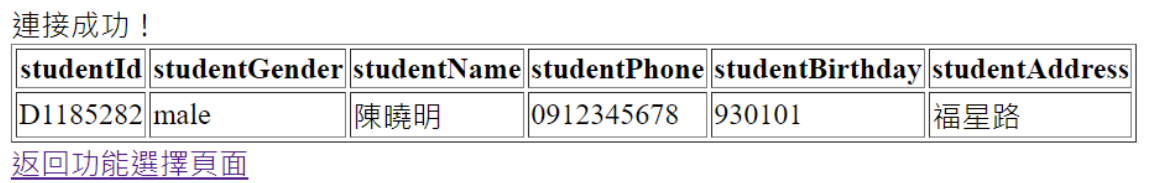 連接成功！
studentId studentGender studentName studentPhone studentBirthday studentAddress
D1185282 male 陳曉明 0912345678 930101 福星路
返回功能選擇頁面